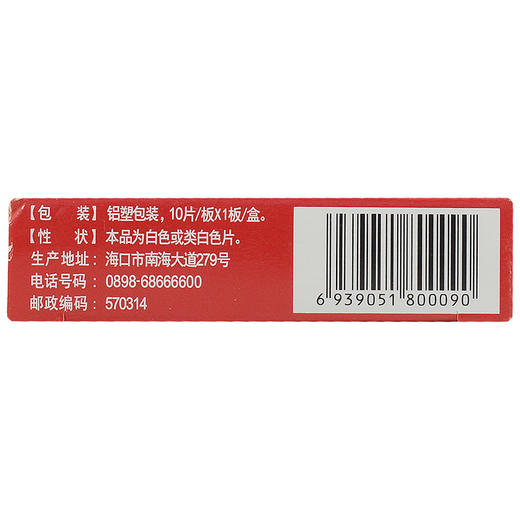 【包 装】 铝塑包装，10片/板X1板/盒。
【性 状】 本品为白色或类白色片。
生产地址： 海口市南海大道279号
电话号码： 0898-68666600
邮政编码： 570314
6 939051 800090